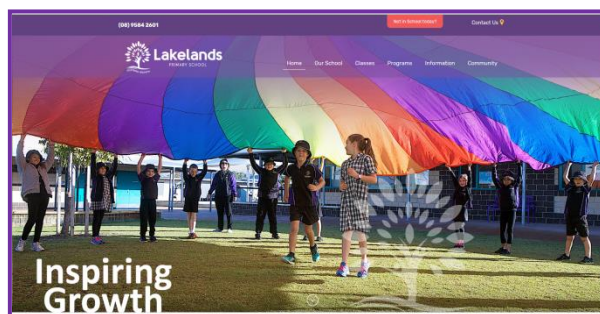 (08) 9584 2601
Not in School today?
Contact Us
Lakelands
PRIMARY SCHOOL
Home Our School Classes Programs Information Community
Inspiring
Growth